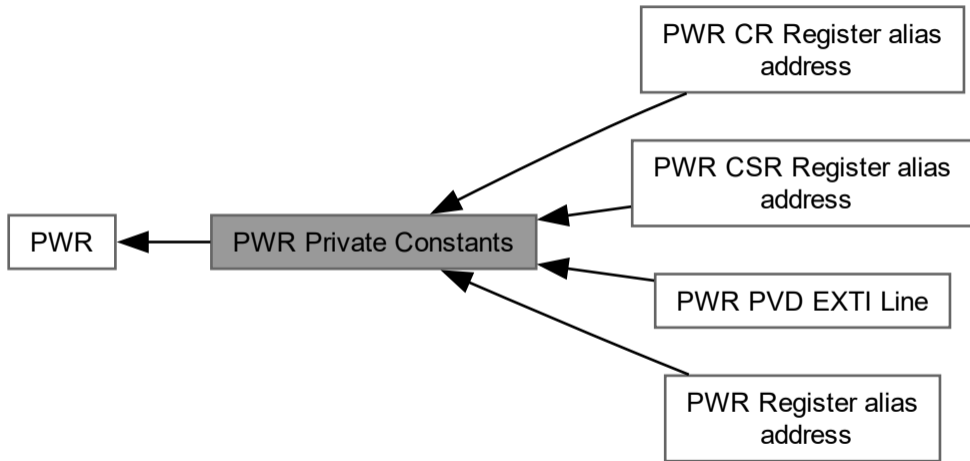 PWR
PWR Private Constants
PWR CR Register alias
address
PWR CSR Register alias
address
PWR PVD EXTI Line
PWR Register alias
address